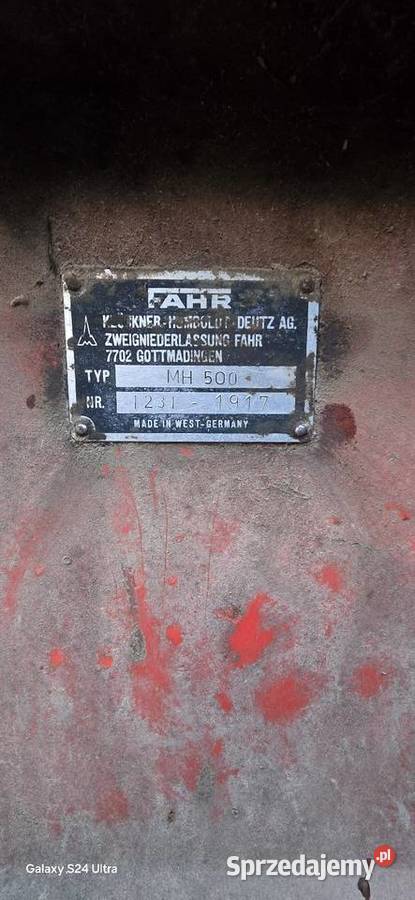 FAHR
KLÖCKNER-HUMBOLDT-DEUTZ AG.
ZWEIGNIEDERLASSUNG FAHR
7702 GOTTMADINGEN
TYP MH 500
NR. 1231 - 1917
MADE IN WEST-GERMANY
Galaxy S24 Ultra
Sprzedajemy.pl